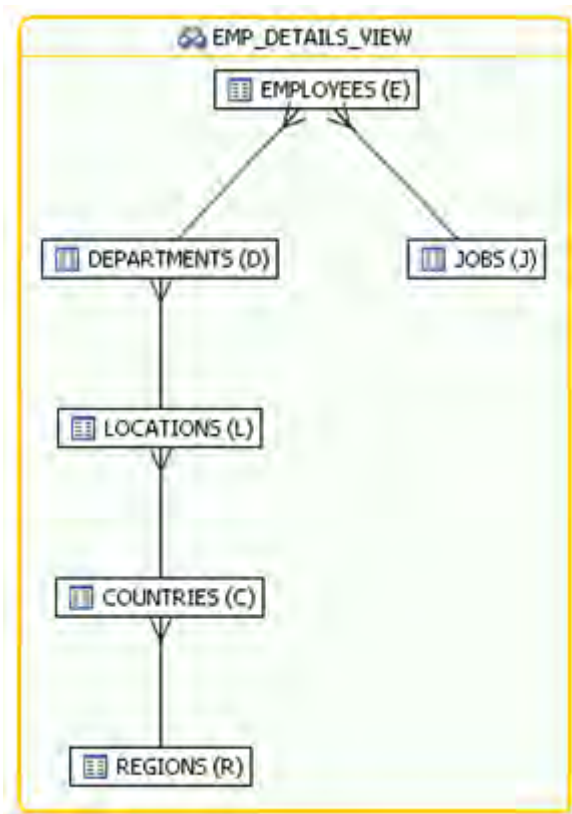 EMP_DETAILS_VIEW
EMPLOYEES (E)
DEPARTMENTS (D)
JOBS (J)
LOCATIONS (L)
COUNTRIES (C)
REGIONS (R)